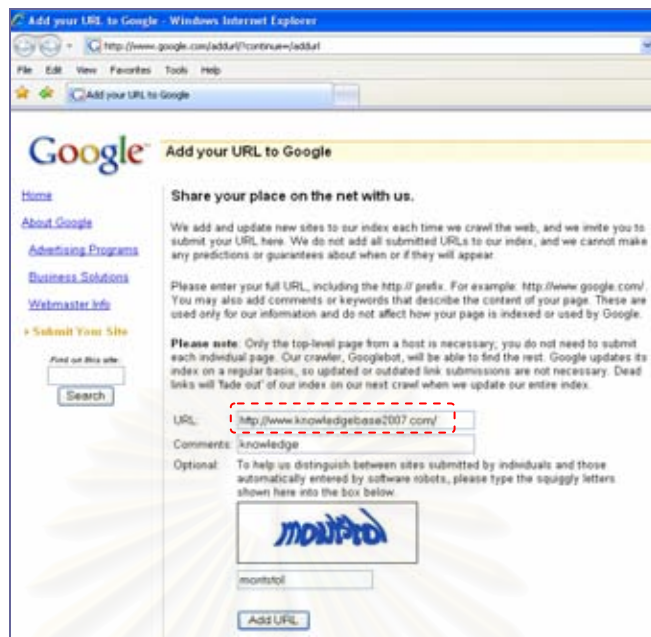 Add your URL to Google - Windows Internet Explorer
http://www.google.com/addurl/?continue=/addurl
File Edit View Favorites Tools Help
Add your URL to Google
Google
Add your URL to Google
Home
About Google
Advertising Programs
Business Solutions
Webmaster Info
Submit Your Site
Find on this site:
Search
Share your place on the net with us.
We add and update new sites to our index each time we crawl the web, and we invite you to
submit your URL here. We do not add all submitted URLs to our index, and we cannot make
any predictions or guarantees about when or if they will appear.
Please enter your full URL, including the http:// prefix. For example: http://www.google.com/.
You may also add comments or keywords that describe the content of your page. These are
used only for our information and do not affect how your page is indexed or used by Google.
Please note: Only the top-level page from a host is necessary; you do not need to submit
each individual page. Our crawler, Googlebot, will be able to find the rest. Google updates its
index on a regular basis, so updated or outdated link submissions are not necessary. Dead
links will 'fade out' of our index on our next crawl when we update our entire index.
URL: http://www.knowledgebase2007.com/
Comments: knowledge
Optional: To help us distinguish between sites submitted by individuals and those
automatically entered by software robots, please type the squiggly letters
shown here into the box below.
montstol
montstol
Add URL